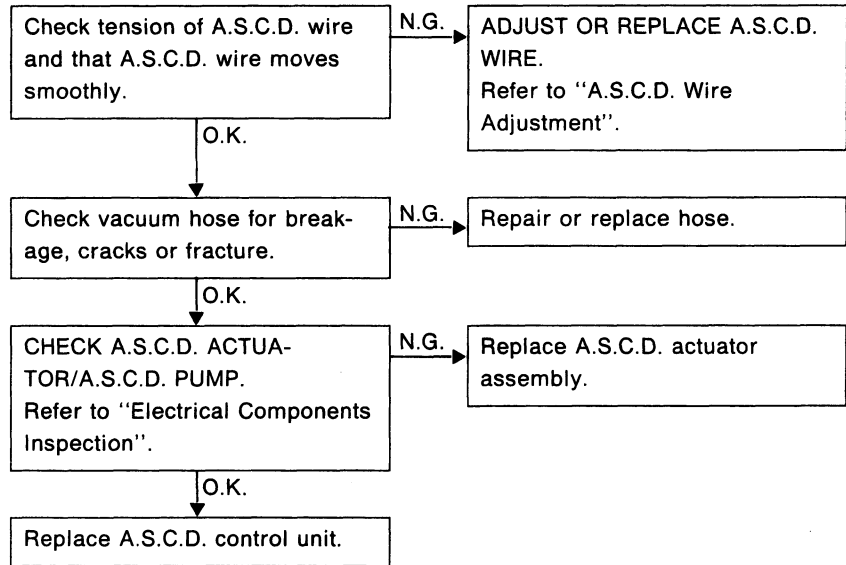 Check tension of A.S.C.D. wire
and that A.S.C.D. wire moves
smoothly.
N.G.
ADJUST OR REPLACE A.S.C.D.
WIRE.
Refer to ‘‘A.S.C.D. Wire
Adjustment’’.
O.K.
Check vacuum hose for break-
age, cracks or fracture.
N.G.
Repair or replace hose.
O.K.
CHECK A.S.C.D. ACTUA-
TOR/A.S.C.D. PUMP.
Refer to ‘‘Electrical Components
Inspection’’.
N.G.
Replace A.S.C.D. actuator
assembly.
O.K.
Replace A.S.C.D. control unit.